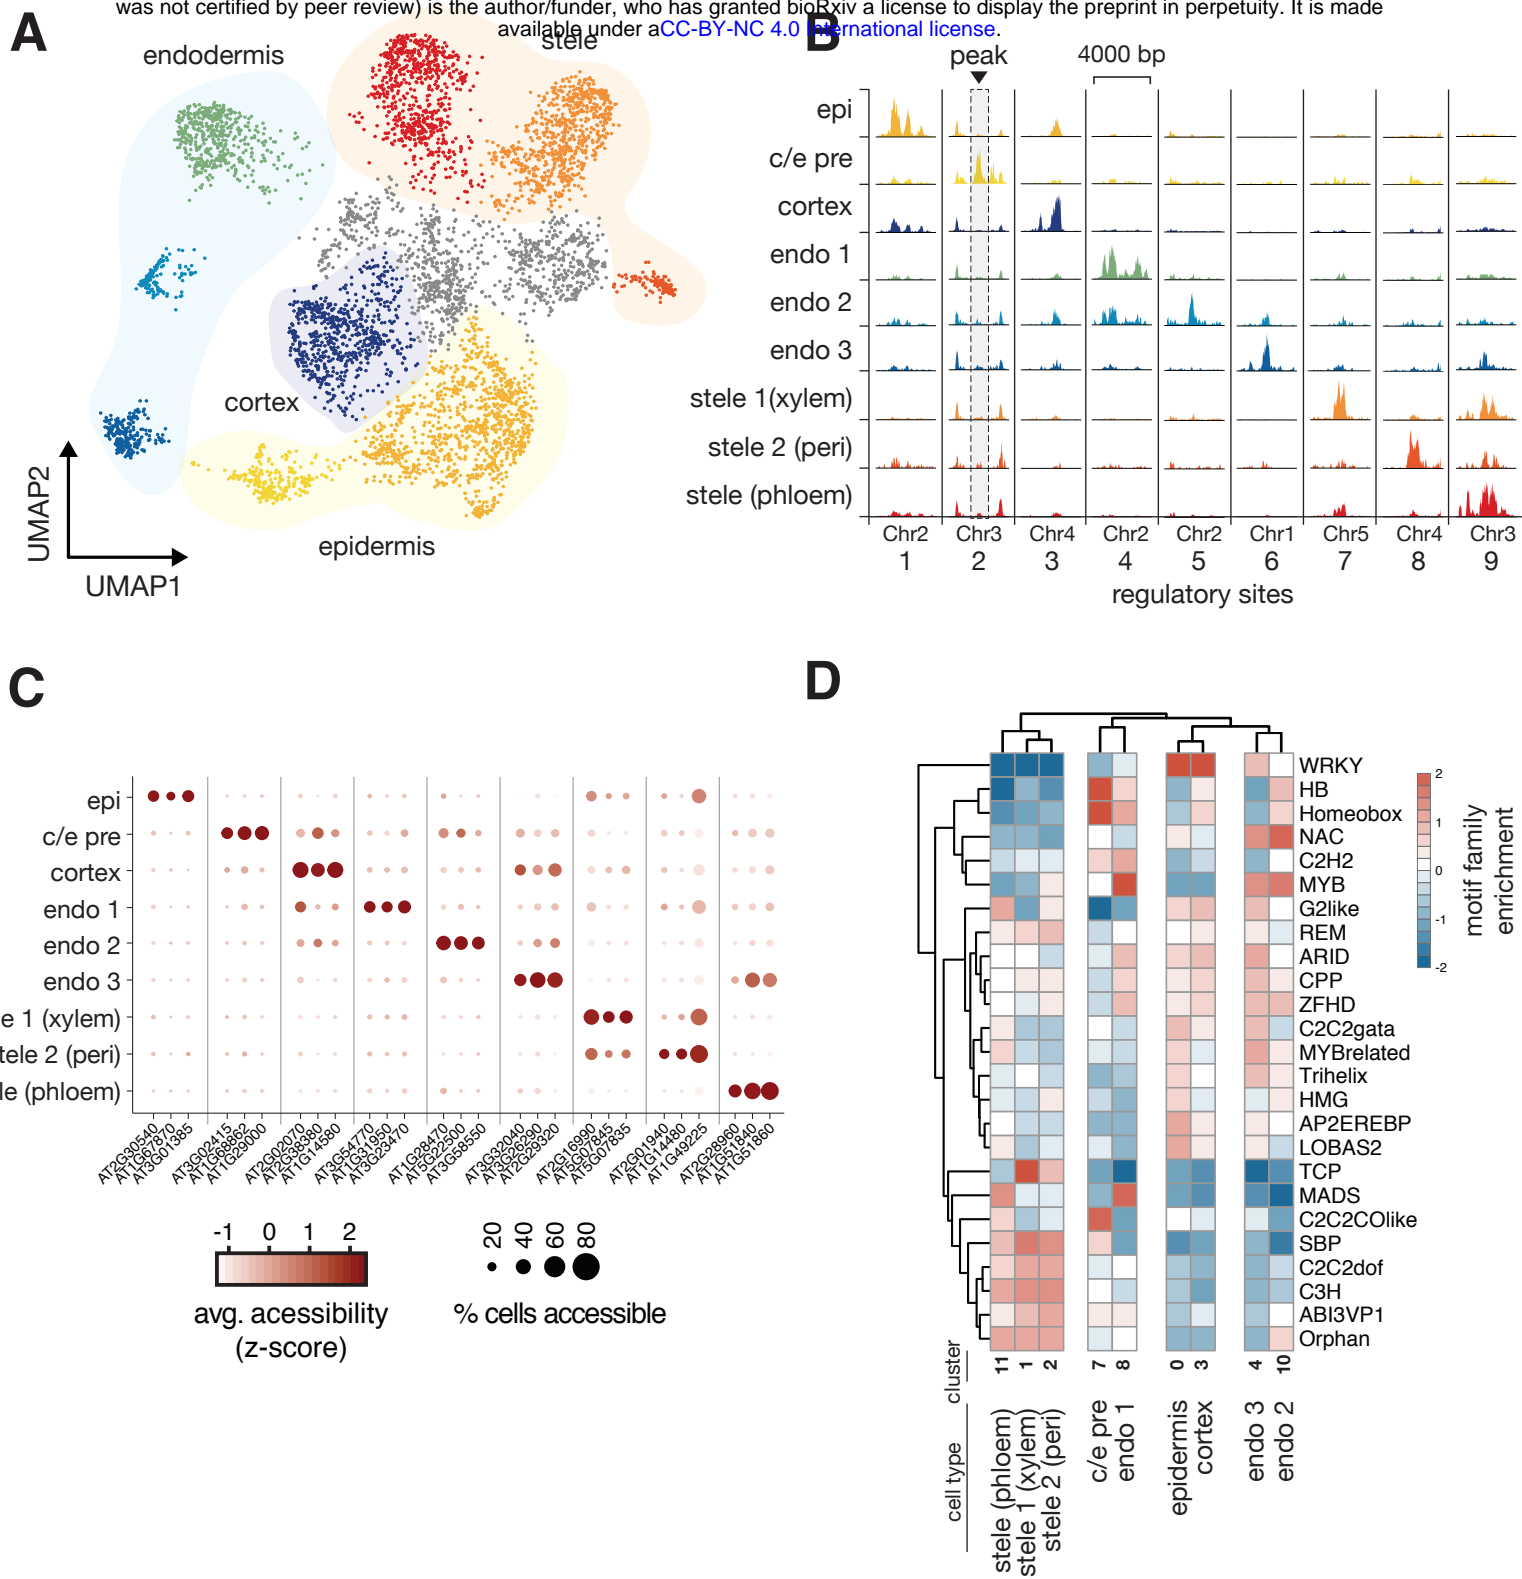 was not certified by peer review) is the author/funder, who has granted bioRxiv a license to display the preprint in perpetuity. It is made
available under aCC-BY-NC 4.0 International license.
A
endodermis
stele
cortex
epidermis
UMAP2
UMAP1
B
peak
4000 bp
epi
c/e pre
cortex
endo 1
endo 2
endo 3
stele 1(xylem)
stele 2 (peri)
stele (phloem)
Chr2 Chr3 Chr4 Chr2 Chr2 Chr1 Chr5 Chr4 Chr3
1 2 3 4 5 6 7 8 9
regulatory sites
C
epi
c/e pre
cortex
endo 1
endo 2
endo 3
e 1 (xylem)
tele 2 (peri)
le (phloem)
AT2G30540
AT1G67870
AT3G01385
AT3G02415
AT1G68862
AT1G29000
AT2G02070
AT2G38380
AT1G14580
AT3G54770
AT1G31950
AT3G23470
AT1G28470
AT5G22500
AT3G58550
AT3G32040
AT3G26290
AT2G29320
AT2G16990
AT5G07845
AT5G07835
AT2G01940
AT1G14480
AT1G49225
AT2G28960
AT1G51840
AT1G51860
-1 0 1 2
avg. acessibility
(z-score)
20 40 60 80
% cells accessible
D
WRKY
HB
Homeobox
NAC
C2H2
MYB
G2like
REM
ARID
CPP
ZFHD
C2C2gata
MYBrelated
Trihelix
HMG
AP2EREBP
LOBAS2
TCP
MADS
C2C2COlike
SBP
C2C2dof
C3H
ABI3VP1
Orphan
2
1
0
-1
-2
motif family
enrichment
cluster
11 1 2 7 8 0 3 4 10
cell type
stele (phloem)
stele 1 (xylem)
stele 2 (peri)
c/e pre
endo 1
epidermis
cortex
endo 3
endo 2